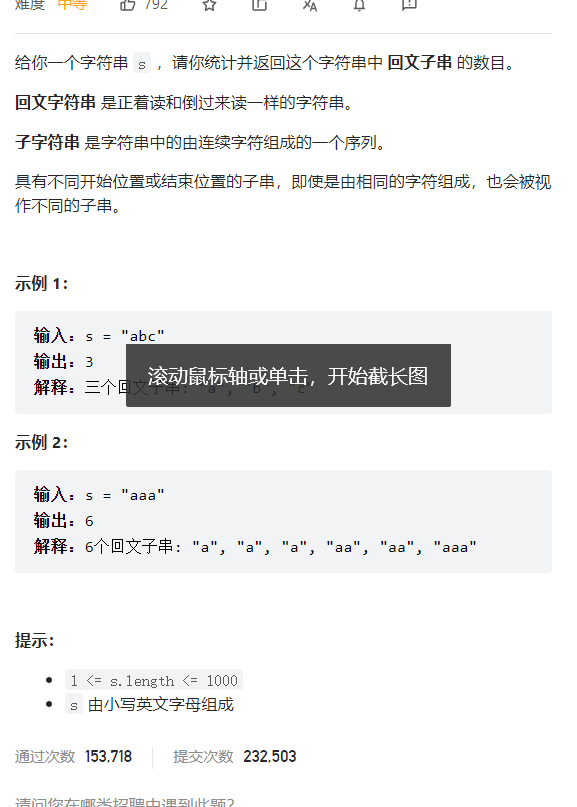 难度 中等 792
给你一个字符串 s ，请你统计并返回这个字符串中 回文子串 的数目。
回文字符串 是正着读和倒过来读一样的字符串。
子字符串 是字符串中的由连续字符组成的一个序列。
具有不同开始位置或结束位置的子串，即使是由相同的字符组成，也会被视
作不同的子串。
示例 1：
输入：s = "abc"
输出：3
解释：三个回文子串: "a", "b", "c"
滚动鼠标轴或单击，开始截长图
示例 2：
输入：s = "aaa"
输出：6
解释：6个回文子串: "a", "a", "a", "aa", "aa", "aaa"
提示：
1 <= s.length <= 1000
s 由小写英文字母组成
通过次数 153,718 提交次数 232,503
请问您在哪类招聘中遇到此题？